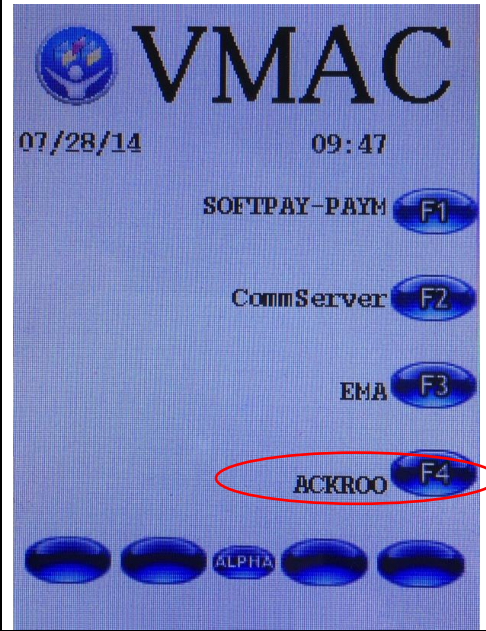 VMAC
07/28/14 09:47
SOFTPAY-PAYM F1
CommServer F2
EMA F3
ACKROO F4
ALPHA